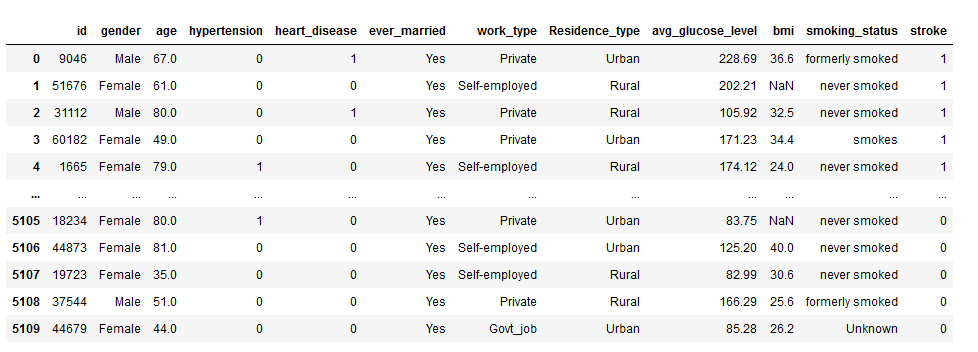 id gender age hypertension heart_disease ever_married work_type Residence_type avg_glucose_level bmi smoking_status stroke
0 9046 Male 67.0 0 1 Yes Private Urban 228.69 36.6 formerly smoked 1
1 51676 Female 61.0 0 0 Yes Self-employed Rural 202.21 NaN never smoked 1
2 31112 Male 80.0 0 1 Yes Private Rural 105.92 32.5 never smoked 1
3 60182 Female 49.0 0 0 Yes Private Urban 171.23 34.4 smokes 1
4 1665 Female 79.0 1 0 Yes Self-employed Rural 174.12 24.0 never smoked 1
... ... ... ... ... ... ... ... ... ... ... ... ...
5105 18234 Female 80.0 1 0 Yes Private Urban 83.75 NaN never smoked 0
5106 44873 Female 81.0 0 0 Yes Self-employed Urban 125.20 40.0 never smoked 0
5107 19723 Female 35.0 0 0 Yes Self-employed Rural 82.99 30.6 never smoked 0
5108 37544 Male 51.0 0 0 Yes Private Rural 166.29 25.6 formerly smoked 0
5109 44679 Female 44.0 0 0 Yes Govt_job Urban 85.28 26.2 Unknown 0